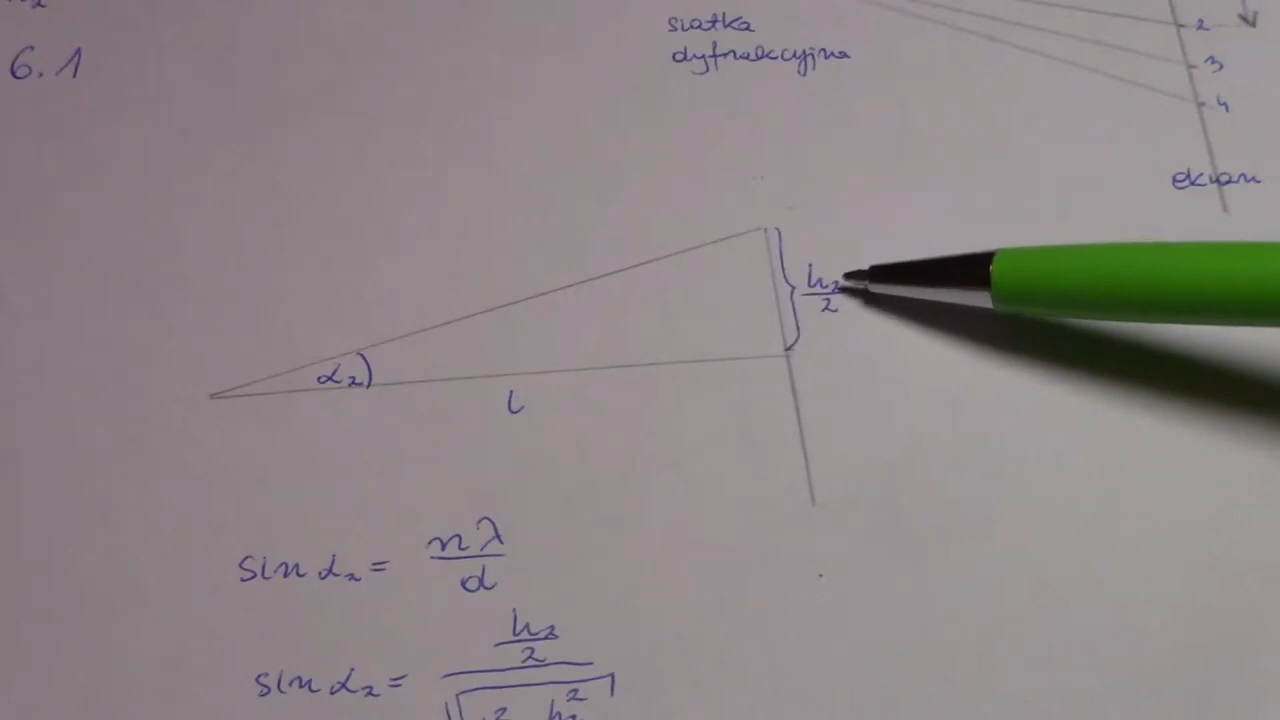 6.1
siatka
dyfrakcyjna
2
3
4
ekran
h₂/2
α₂
l
sin α₂ = nλ/d
sin α₂ = (h₂/2)/√